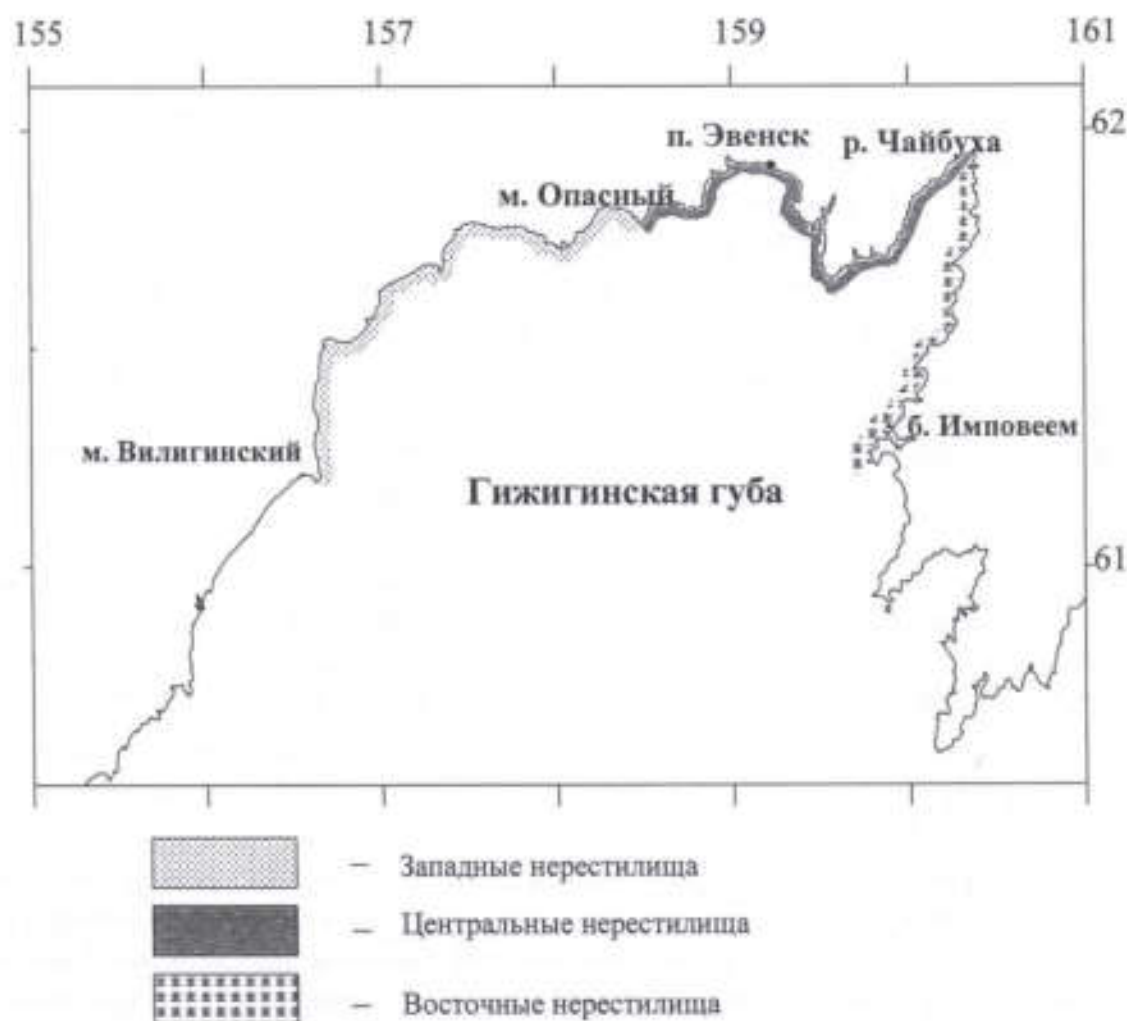 155 157 159 161
62
п. Эвенск
р. Чайбуха
м. Опасный
б. Имповеем
м. Вилигинский
Гижигинская губа
61
– Западные нерестилища
– Центральные нерестилища
– Восточные нерестилища